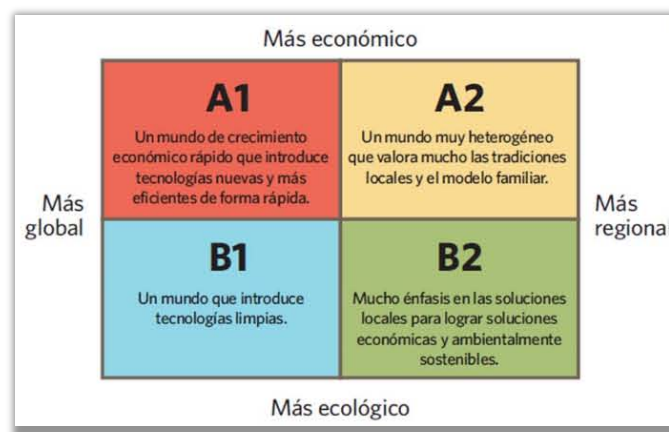 Más económico
A1
Un mundo de crecimiento
económico rápido que introduce
tecnologías nuevas y más
eficientes de forma rápida.
A2
Un mundo muy heterogéneo
que valora mucho las tradiciones
locales y el modelo familiar.
Más
global
Más
regional
B1
Un mundo que introduce
tecnologías limpias.
B2
Mucho énfasis en las soluciones
locales para lograr soluciones
económicas y ambientalmente
sostenibles.
Más ecológico